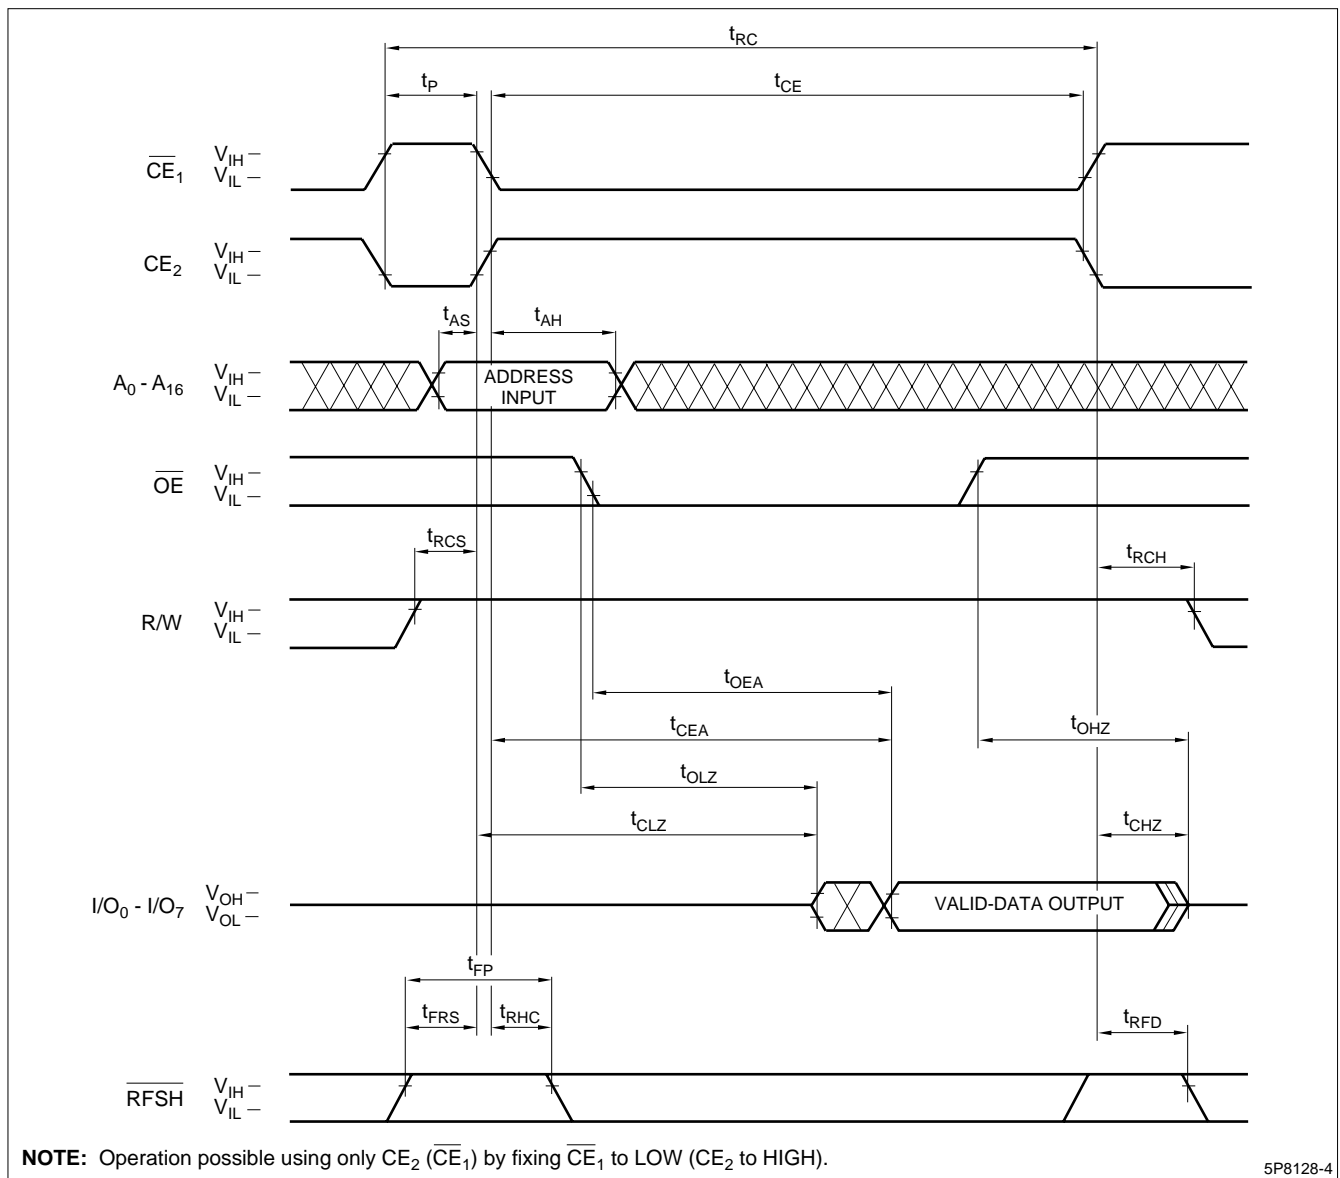 tRC
tP
tCE
CE1 VIH
VIL
CE2 VIH
VIL
tAS
tAH
A0 - A16 VIH
VIL
ADDRESS
INPUT
OE VIH
VIL
tRCS
tRCH
R/W VIH
VIL
tOEA
tCEA
tOHZ
tOLZ
tCLZ
tCHZ
I/O0 - I/O7 VOH
VOL
VALID-DATA OUTPUT
tFP
tFRS
tRHC
tRFD
RFSH VIH
VIL
NOTE: Operation possible using only CE2 (CE1) by fixing CE1 to LOW (CE2 to HIGH).
5P8128-4